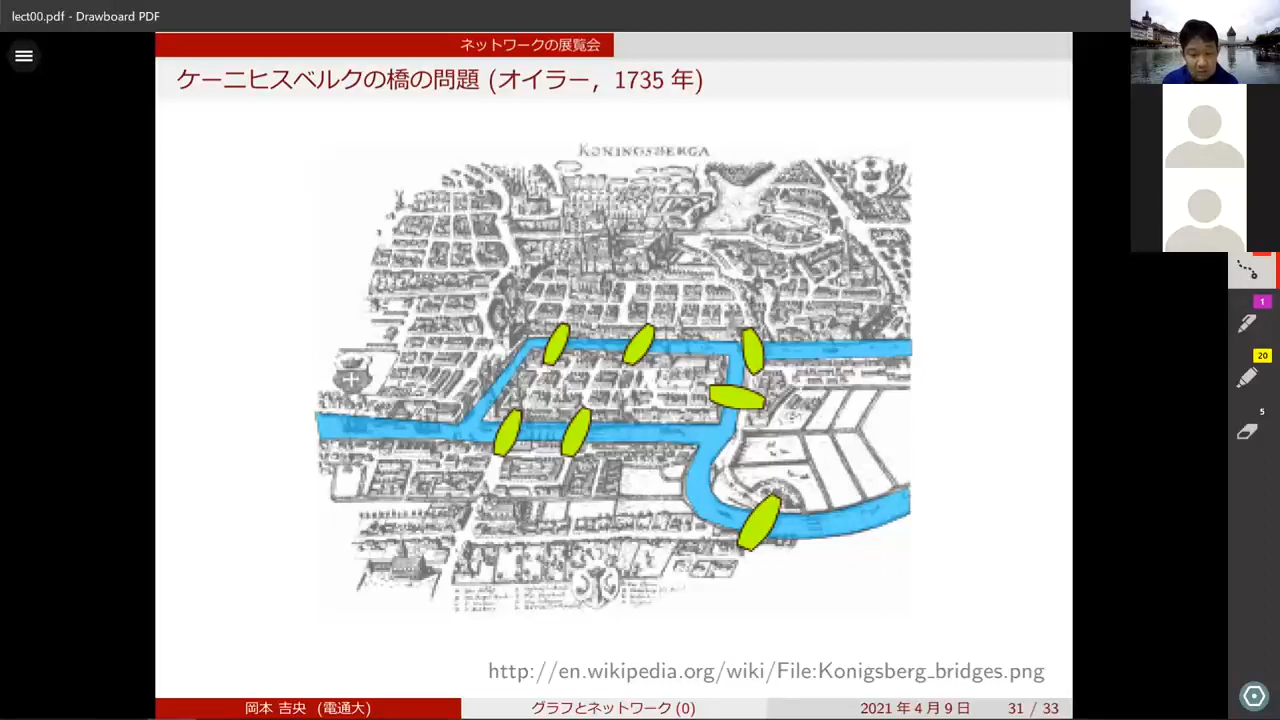 lect00.pdf - Drawboard PDF
ネットワークの展覧会
ケーニヒスベルクの橋の問題 (オイラー, 1735 年)
KONINGSBERGA
http://en.wikipedia.org/wiki/File:Konigsberg_bridges.png
岡本 吉央 (電通大)
グラフとネットワーク (0)
2021 年 4 月 9 日
31 / 33
1
20
5